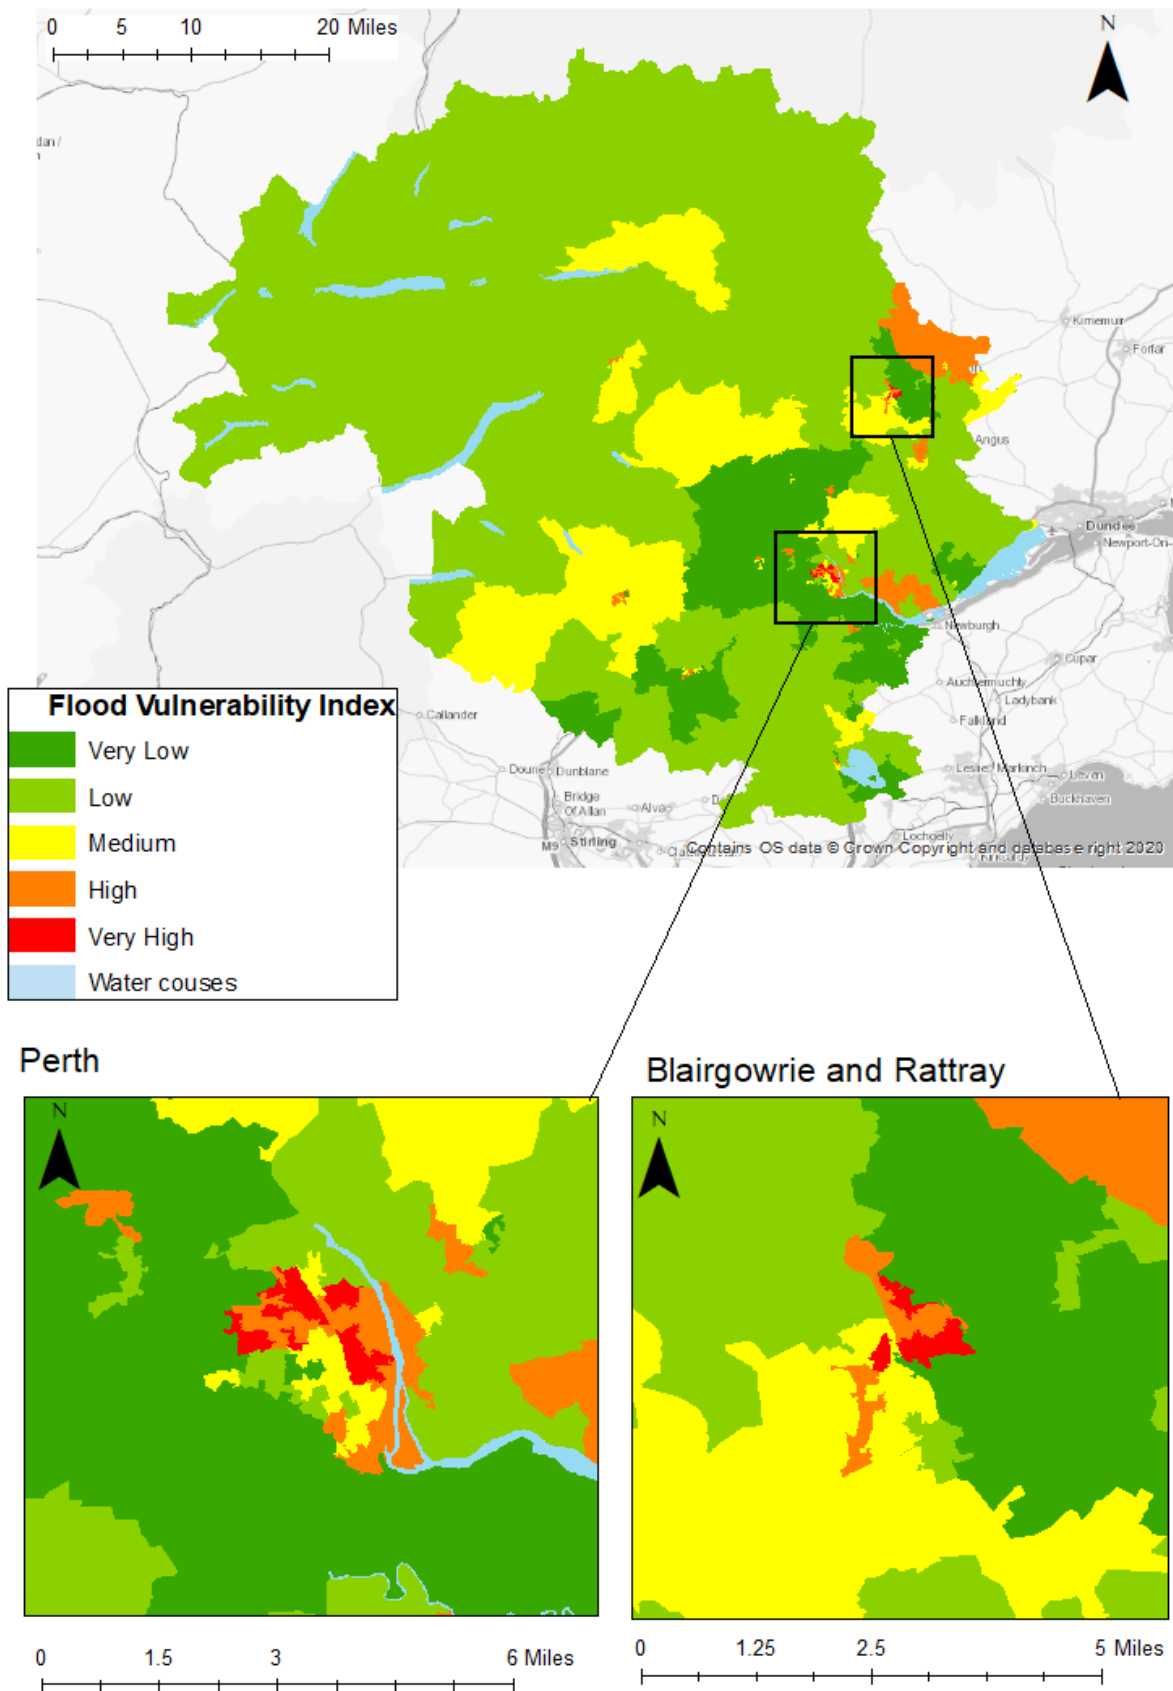 0 5 10 20 Miles
N
Kirriemuir
Forfar
Angus
Dundee
Newport-On-
Newburgh
Cupar
Auchtermuchty
Ladybank
Falkland
Callander
Leslie
Markinch
Leven
Buckhaven
Doune
Dunblane
Bridge
Of Allan
Alva
D
Lochgelly
M9
Stirling
Contains OS data © Crown Copyright and database right 2020
Flood Vulnerability Index
Very Low
Low
Medium
High
Very High
Water couses
Perth
Blairgowrie and Rattray
N
N
0 1.5 3 6 Miles
0 1.25 2.5 5 Miles